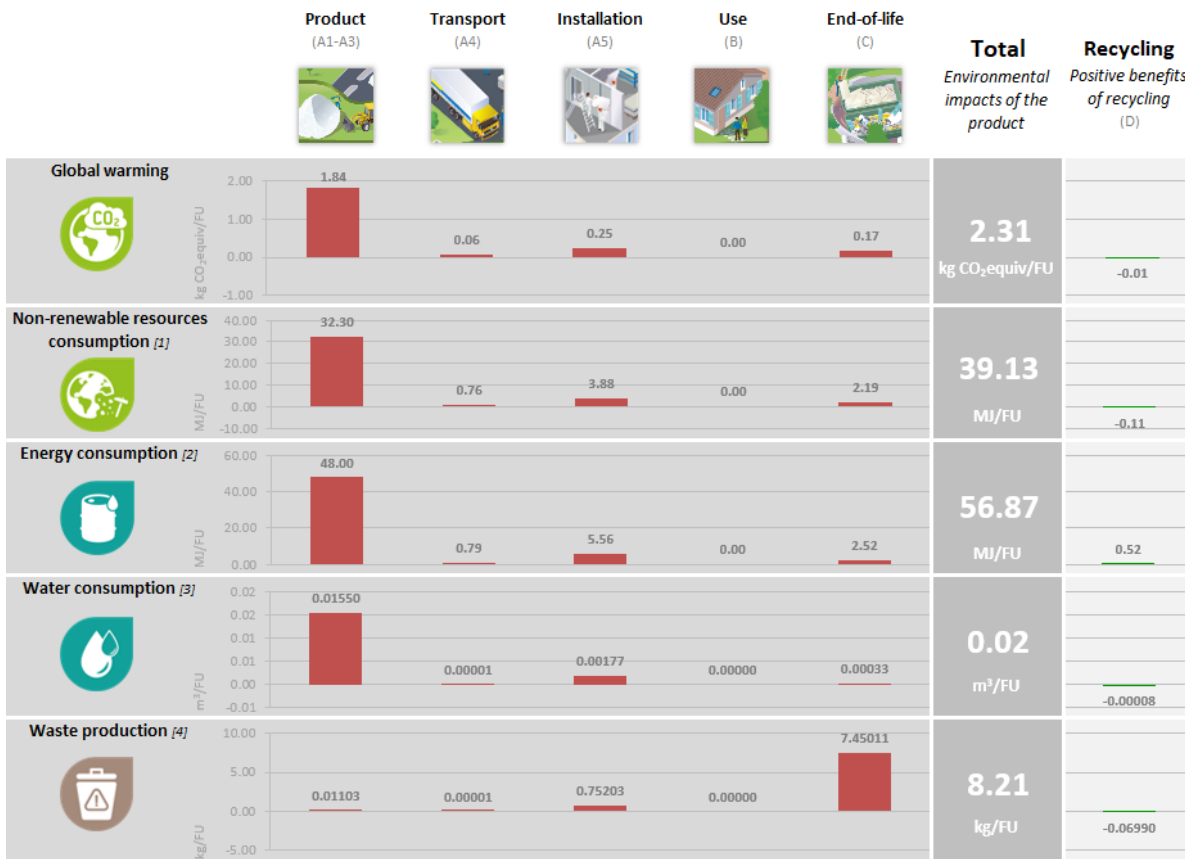 Product
(A1-A3)
Transport
(A4)
Installation
(A5)
Use
(B)
End-of-life
(C)
Total
Environmental
impacts of the
product
Recycling
Positive benefits
of recycling
(D)
Global warming
CO2
kg CO₂equiv/FU
2.00
1.00
0.00
-1.00
1.84
0.06
0.25
0.00
0.17
2.31
kg CO₂equiv/FU
-0.01
Non-renewable resources
consumption [1]
MJ/FU
40.00
30.00
20.00
10.00
0.00
-10.00
32.30
0.76
3.88
0.00
2.19
39.13
MJ/FU
-0.11
Energy consumption [2]
MJ/FU
60.00
40.00
20.00
0.00
48.00
0.79
5.56
0.00
2.52
56.87
MJ/FU
0.52
Water consumption [3]
m³/FU
0.02
0.02
0.01
0.01
0.00
-0.01
0.01550
0.00001
0.00177
0.00000
0.00033
0.02
m³/FU
-0.00008
Waste production [4]
kg/FU
10.00
5.00
0.00
-5.00
0.01103
0.00001
0.75203
0.00000
7.45011
8.21
kg/FU
-0.06990